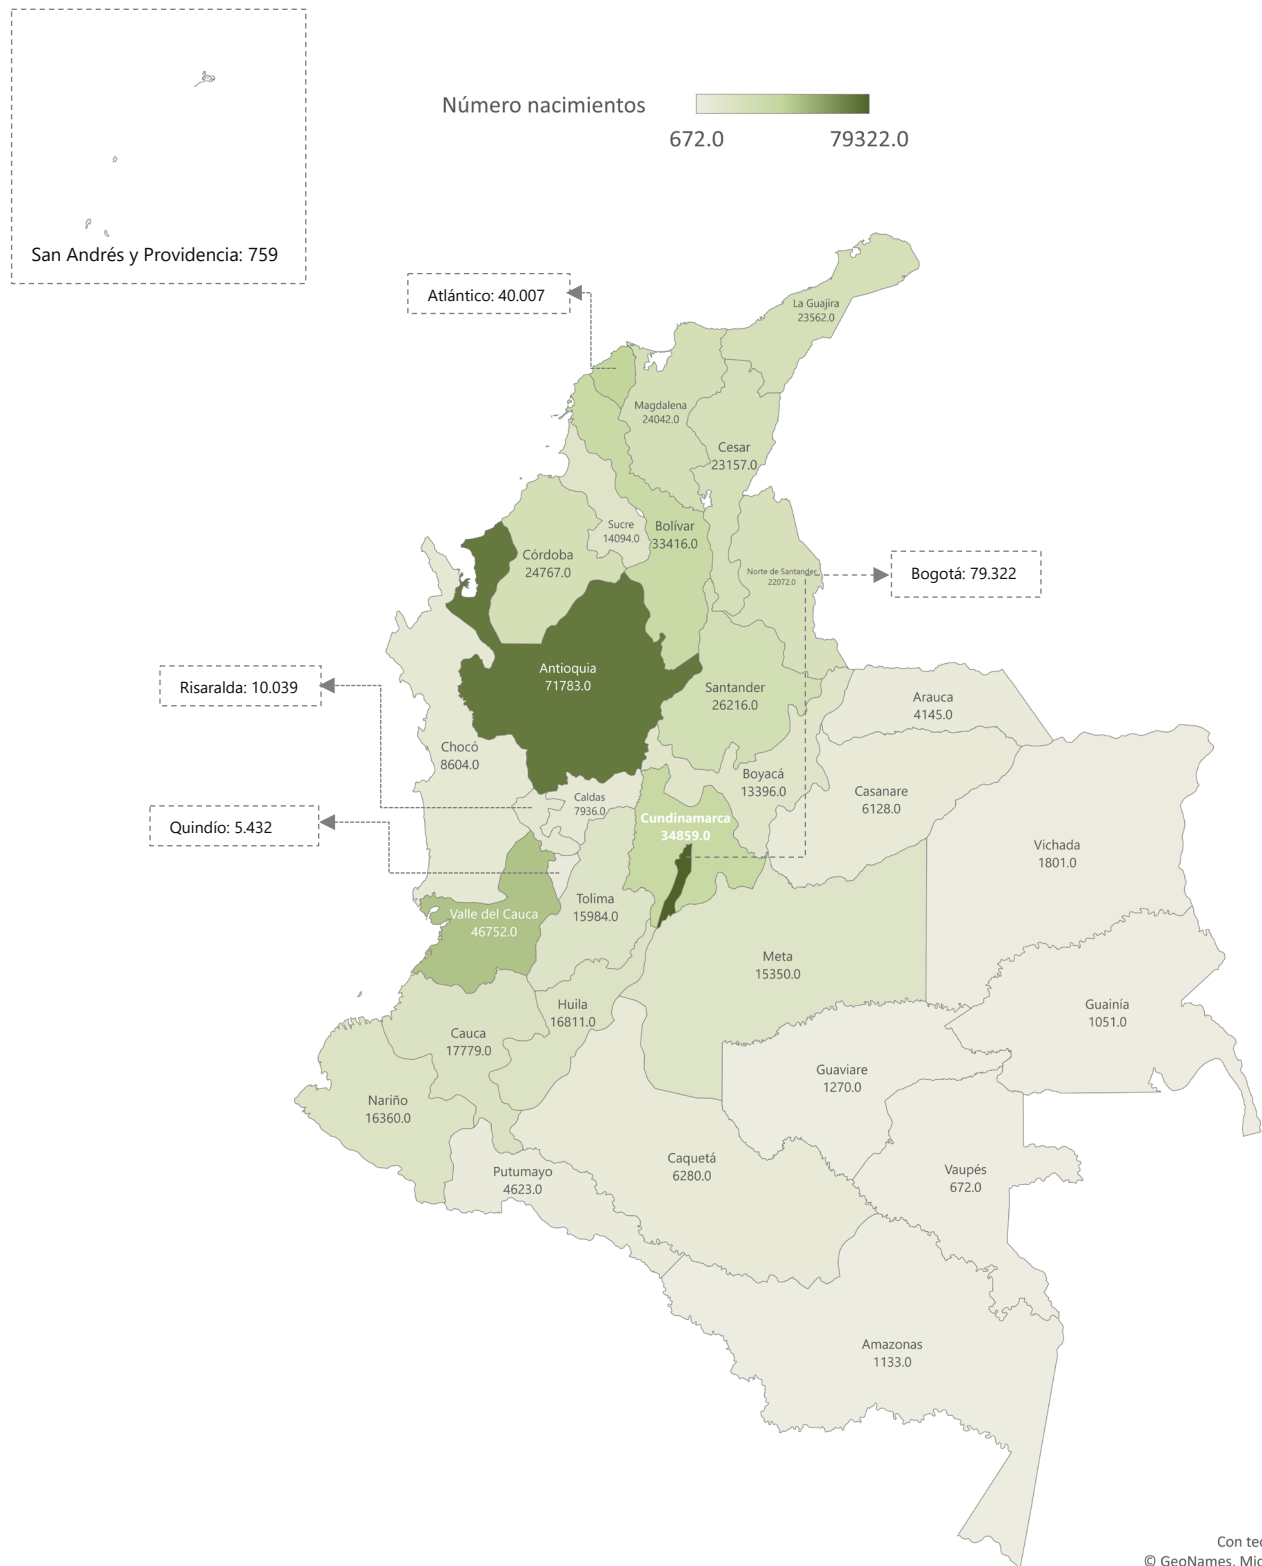 Número nacimientos
672.0
79322.0
San Andrés y Providencia: 759
Atlántico: 40.007
La Guajira
23562.0
Magdalena
24042.0
Cesar
23157.0
Sucre
14094.0
Bolívar
33416.0
Córdoba
24767.0
Norte de Santander
22072.0
Bogotá: 79.322
Antioquia
71783.0
Risaralda: 10.039
Santander
26216.0
Arauca
4145.0
Chocó
8604.0
Boyacá
13396.0
Casanare
6128.0
Caldas
7936.0
Quindío: 5.432
Cundinamarca
34859.0
Vichada
1801.0
Tolima
15984.0
Valle del Cauca
46752.0
Meta
15350.0
Huila
16811.0
Guainía
1051.0
Cauca
17779.0
Guaviare
1270.0
Nariño
16360.0
Caquetá
6280.0
Vaupés
672.0
Putumayo
4623.0
Amazonas
1133.0
Con tec
© GeoNames, Mic